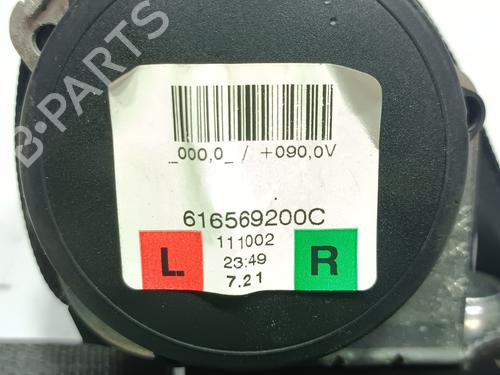 B-PARTS
_000,0_ / +090,0V
616569200C
111002
L 23:49 R
7.21